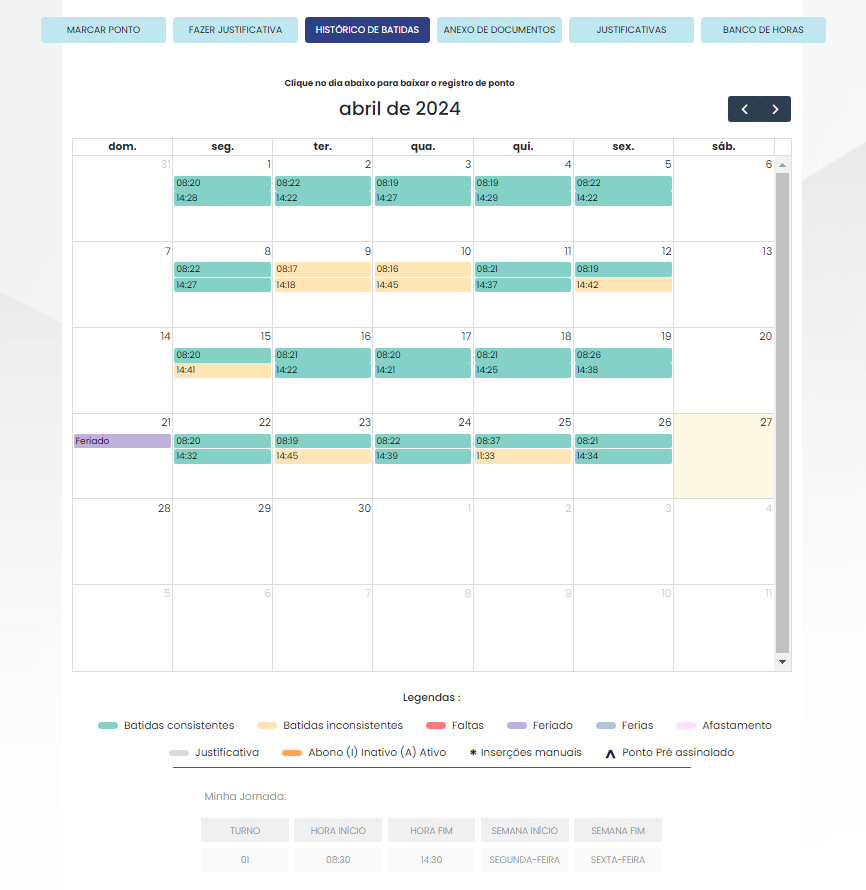 MARCAR PONTO FAZER JUSTIFICATIVA HISTÓRICO DE BATIDAS ANEXO DE DOCUMENTOS JUSTIFICATIVAS BANCO DE HORAS
Clique no dia abaixo para baixar o registro de ponto
abril de 2024
dom. seg. ter. qua. qui. sex. sáb.
31 1 2 3 4 5 6
08:20 08:22 08:19 08:19 08:22
14:28 14:22 14:27 14:29 14:22
7 8 9 10 11 12 13
08:22 08:17 08:16 08:21 08:19
14:27 14:18 14:45 14:37 14:42
14 15 16 17 18 19 20
08:20 08:21 08:20 08:21 08:26
14:41 14:22 14:21 14:25 14:38
21 22 23 24 25 26 27
Feriado 08:20 08:19 08:22 08:37 08:21
14:32 14:45 14:39 11:33 14:34
28 29 30 1 2 3 4
5 6 7 8 9 10 11
Legendas :
Batidas consistentes Batidas inconsistentes Faltas Feriado Ferias Afastamento
Justificativa Abono (I) Inativo (A) Ativo * Inserções manuais ^ Ponto Pré assinalado
Minha Jornada:
TURNO HORA INÍCIO HORA FIM SEMANA INÍCIO SEMANA FIM
01 08:30 14:30 SEGUNDA-FEIRA SEXTA-FEIRA